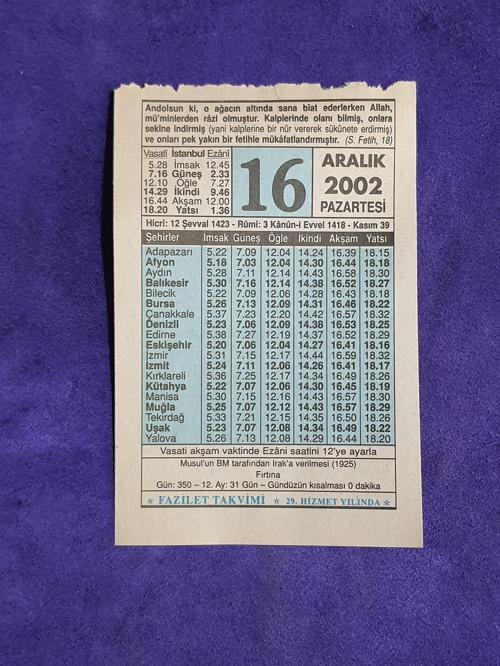 Andolsun ki, o ağacın altında sana biat ederlerken Allah,
mü'minlerden râzi olmuştur. Kalplerinde olanı bilmiş, onlara
sekîne indirmiş (yani kalplerine bir nûr vererek sükûnete erdirmiş)
ve onları pek yakın bir fetihle mükâfatlandırmıştır. (S. Fetih, 18)
Vasatî İstanbul Ezânî
5.28 İmsak 12.45
7.16 Güneş 2.33
12.10 Öğle 7.27
14.29 İkindi 9.46
16.44 Akşam 12.00
18.20 Yatsı 1.36
16
ARALIK
2002
PAZARTESİ
Hicrî: 12 Şevval 1423 - Rûmî: 3 Kânûn-i Evvel 1418 - Kasım 39
Şehirler İmsak Güneş Öğle İkindi Akşam Yatsı
Adapazarı 5.22 7.09 12.04 14.24 16.39 18.15
Afyon 5.18 7.03 12.04 14.30 16.44 18.18
Aydın 5.28 7.11 12.14 14.43 16.58 18.30
Balıkesir 5.30 7.16 12.14 14.38 16.52 18.27
Bilecik 5.22 7.09 12.06 14.28 16.43 18.18
Bursa 5.26 7.13 12.09 14.31 16.46 18.22
Çanakkale 5.37 7.23 12.20 14.42 16.57 18.32
Denizli 5.23 7.06 12.09 14.38 16.53 18.25
Edirne 5.38 7.27 12.19 14.37 16.52 18.29
Eskişehir 5.20 7.06 12.04 14.27 16.41 18.16
İzmir 5.31 7.15 12.17 14.44 16.59 18.32
İzmit 5.24 7.11 12.06 14.26 16.41 18.17
Kırklareli 5.36 7.25 12.17 14.34 16.49 18.26
Kütahya 5.22 7.07 12.06 14.30 16.45 18.19
Manisa 5.30 7.15 12.16 14.43 16.57 18.30
Muğla 5.25 7.07 12.12 14.43 16.57 18.29
Tekirdağ 5.33 7.21 12.15 14.35 16.50 18.26
Uşak 5.23 7.07 12.08 14.34 16.49 18.22
Yalova 5.26 7.13 12.08 14.29 16.44 18.20
Vasati akşam vaktinde Ezâni saatini 12'ye ayarla
Musul'un BM tarafından Irak'a verilmesi (1925)
Fırtına
Gün: 350 – 12. Ay: 31 Gün – Gündüzün kısalması 0 dakika
FAZİLET TAKVİMİ 29. HİZMET YILINDA